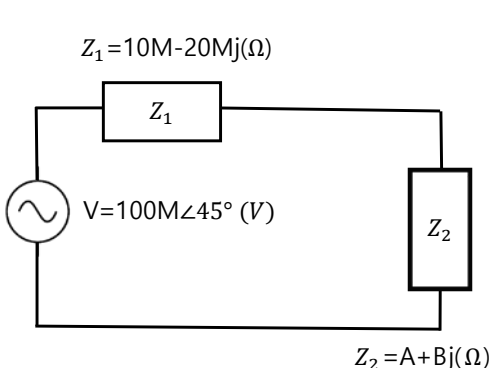 Z₁=10M-20Mj(Ω)
Z₁
V=100M∠45° (V)
Z₂
Z₂=A+Bj(Ω)